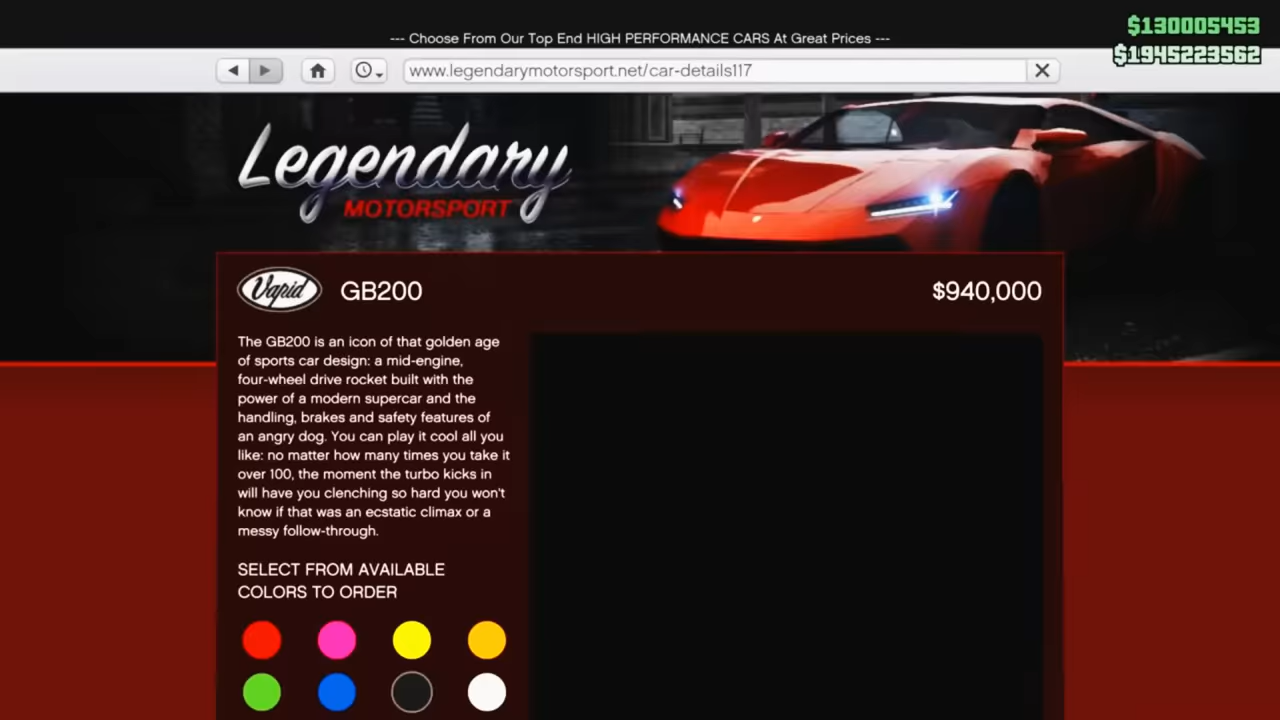 --- Choose From Our Top End HIGH PERFORMANCE CARS At Great Prices ---
$130005453
$1945223562
www.legendarymotorsport.net/car-details117
Legendary
MOTORSPORT
Vapid
GB200
$940,000
The GB200 is an icon of that golden age
of sports car design: a mid-engine,
four-wheel drive rocket built with the
power of a modern supercar and the
handling, brakes and safety features of
an angry dog. You can play it cool all you
like: no matter how many times you take it
over 100, the moment the turbo kicks in
will have you clenching so hard you won't
know if that was an ecstatic climax or a
messy follow-through.
SELECT FROM AVAILABLE
COLORS TO ORDER